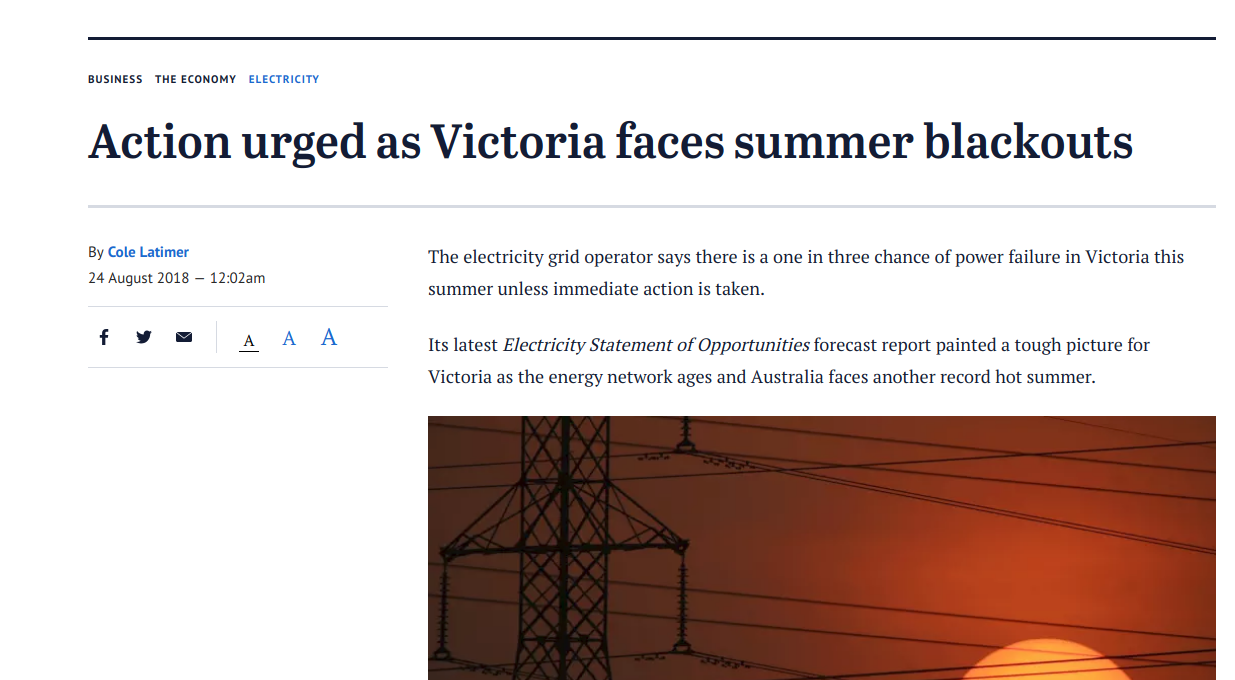 BUSINESS THE ECONOMY ELECTRICITY
Action urged as Victoria faces summer blackouts
By Cole Latimer
24 August 2018 — 12:02am
A A A
The electricity grid operator says there is a one in three chance of power failure in Victoria this
summer unless immediate action is taken.
Its latest Electricity Statement of Opportunities forecast report painted a tough picture for
Victoria as the energy network ages and Australia faces another record hot summer.